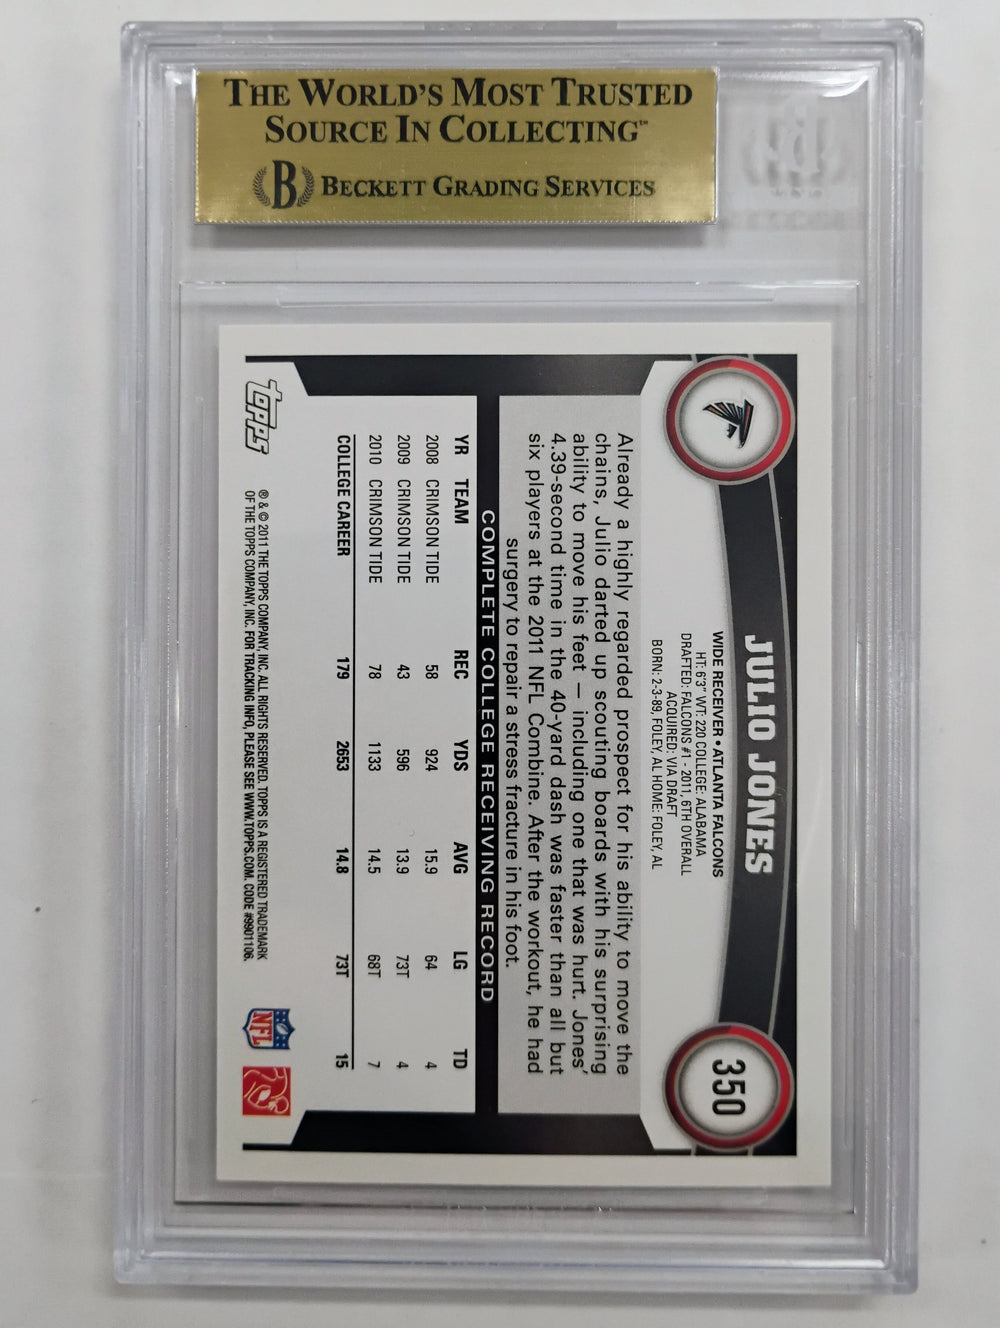 THE WORLD'S MOST TRUSTED
SOURCE IN COLLECTING™
B BECKETT GRADING SERVICES
JULIO JONES
350
WIDE RECEIVER • ATLANTA FALCONS
HT: 6'3" WT: 220 COLLEGE: ALABAMA
DRAFTED: FALCONS #1 - 2011, 6TH OVERALL
ACQUIRED: VIA DRAFT
BORN: 2-3-89, FOLEY, AL HOME: FOLEY, AL
Already a highly regarded prospect for his ability to move the
chains, Julio darted up scouting boards with his surprising
ability to move his feet — including one that was hurt. Jones'
4.39-second time in the 40-yard dash was faster than all but
six players at the 2011 NFL Combine. After the workout, he had
surgery to repair a stress fracture in his foot.
COMPLETE COLLEGE RECEIVING RECORD
YR TEAM REC YDS AVG LG TD
2008 CRIMSON TIDE 58 924 15.9 64 4
2009 CRIMSON TIDE 43 596 13.9 73T 4
2010 CRIMSON TIDE 78 1133 14.5 68T 7
COLLEGE CAREER 179 2653 14.8 73T 15
topps
® & © 2011 THE TOPPS COMPANY, INC. ALL RIGHTS RESERVED. TOPPS IS A REGISTERED TRADEMARK
OF THE TOPPS COMPANY, INC. FOR TRACKING INFO, PLEASE SEE WWW.TOPPS.COM. CODE #9901106.
NFL